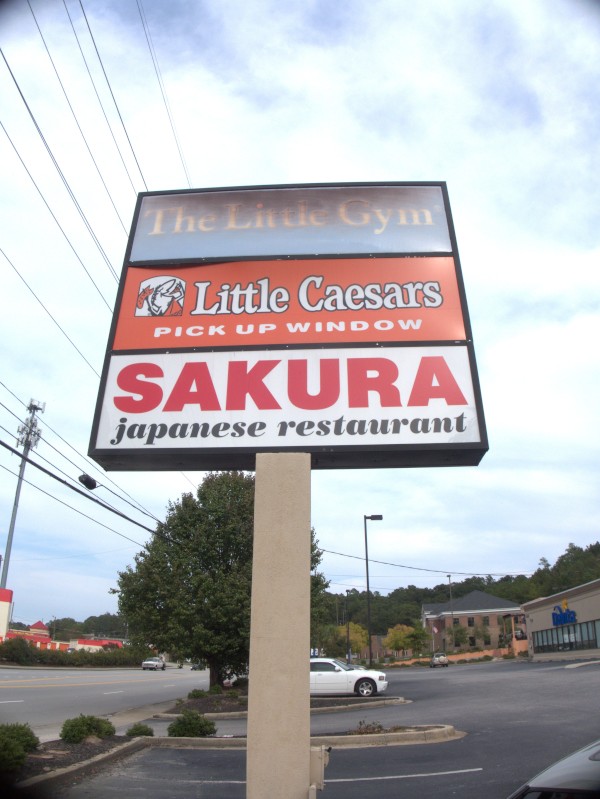 The Little Gym
Little Caesars
PICK UP WINDOW
SAKURA
japanese restaurant